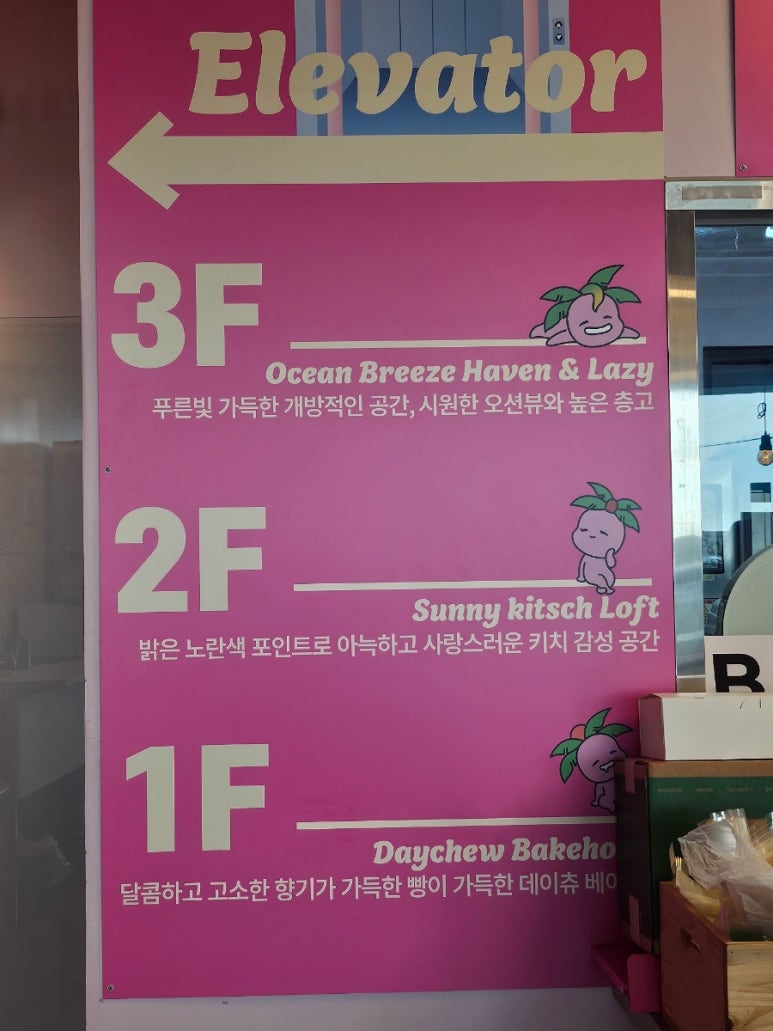 Elevator
3F
Ocean Breeze Haven & Lazy
푸른빛 가득한 개방적인 공간, 시원한 오션뷰와 높은 층고
2F
Sunny kitsch Loft
밝은 노란색 포인트로 아늑하고 사랑스러운 키치 감성 공간
B
1F
Daychew
달콤하고 고소한 향기가 가득한 빵이 가득한 데이츄